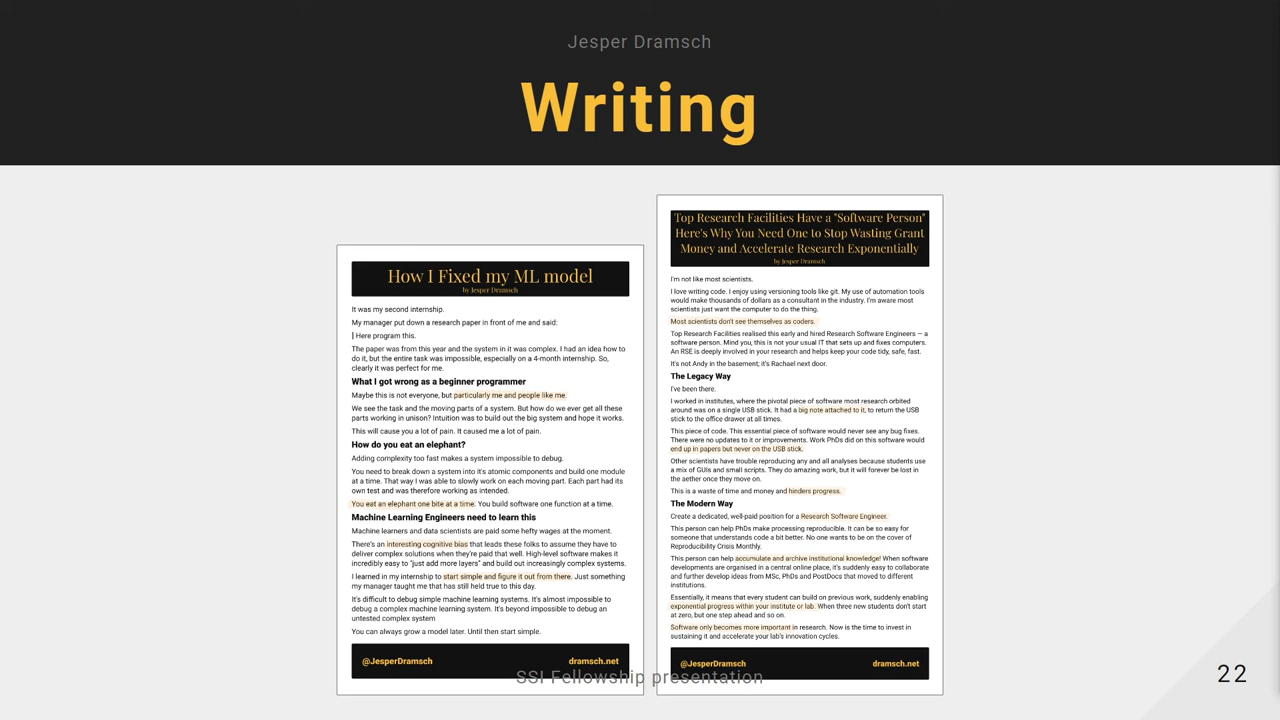 Jesper Dramsch
Writing
How I Fixed my ML model
by Jesper Dramsch
It was my second internship.
My manager put down a research paper in front of me and said:
| Here program this.
The paper was from this year and the system in it was complex. I had an idea how to
do it, but the entire task was impossible, especially on a 4-month internship. So,
clearly it was perfect for me.
What I got wrong as a beginner programmer
Maybe this is not everyone, but particularly me and people like me.
We see the task and the moving parts of a system. But how do we ever get all these
parts working in unison? Intuition was to build out the big system and hope it works.
This will cause you a lot of pain. It caused me a lot of pain.
How do you eat an elephant?
Adding complexity too fast makes a system impossible to debug.
You need to break down a system into it's atomic components and build one module
at a time. That way I was able to slowly work on each moving part. Each part had its
own test and was therefore working as intended.
You eat an elephant one bite at a time. You build software one function at a time.
Machine Learning Engineers need to learn this
Machine learners and data scientists are paid some hefty wages at the moment.
There's an interesting cognitive bias that leads these folks to assume they have to
deliver complex solutions when they're paid that well. High-level software makes it
incredibly easy to "just add more layers" and build out increasingly complex systems.
I learned in my internship to start simple and figure it out from there. Just something
my manager taught me that has still held true to this day.
It's difficult to debug simple machine learning systems. It's almost impossible to
debug a complex machine learning system. It's beyond impossible to debug an
untested complex system
You can always grow a model later. Until then start simple.
@JesperDramsch dramsch.net
Top Research Facilities Have a "Software Person"
Here's Why You Need One to Stop Wasting Grant
Money and Accelerate Research Exponentially
by Jesper Dramsch
I'm not like most scientists.
I love writing code. I enjoy using versioning tools like git. My use of automation tools
would make thousands of dollars as a consultant in the industry. I'm aware most
scientists just want the computer to do the thing.
Most scientists don't see themselves as coders.
Top Research Facilities realised this early and hired Research Software Engineers — a
software person. Mind you, this is not your usual IT that sets up and fixes computers.
An RSE is deeply involved in your research and helps keep your code tidy, safe, fast.
It's not Andy in the basement; it's Rachael next door.
The Legacy Way
I've been there.
I worked in institutes, where the pivotal piece of software most research orbited
around was on a single USB stick. It had a big note attached to it, to return the USB
stick to the office drawer at all times.
This piece of code. This essential piece of software would never see any bug fixes.
There were no updates to it or improvements. Work PhDs did on this software would
end up in papers but never on the USB stick.
Other scientists have trouble reproducing any and all analyses because students use
a mix of GUIs and small scripts. They do amazing work, but it will forever be lost in
the aether once they move on.
This is a waste of time and money and hinders progress.
The Modern Way
Create a dedicated, well-paid position for a Research Software Engineer.
This person can help PhDs make processing reproducible. It can be so easy for
someone that understands code a bit better. No one wants to be on the cover of
Reproducibility Crisis Monthly.
This person can help accumulate and archive institutional knowledge! When software
developments are organised in a central online place, it's suddenly easy to collaborate
and further develop ideas from MSc, PhDs and PostDocs that moved to different
institutions.
Essentially, it means that every student can build on previous work, suddenly enabling
exponential progress within your institute or lab. When three new students don't start
at zero, but one step ahead and so on.
Software only becomes more important in research. Now is the time to invest in
sustaining it and accelerate your lab's innovation cycles.
@JesperDramsch dramsch.net
SSI Fellowship presentation
22